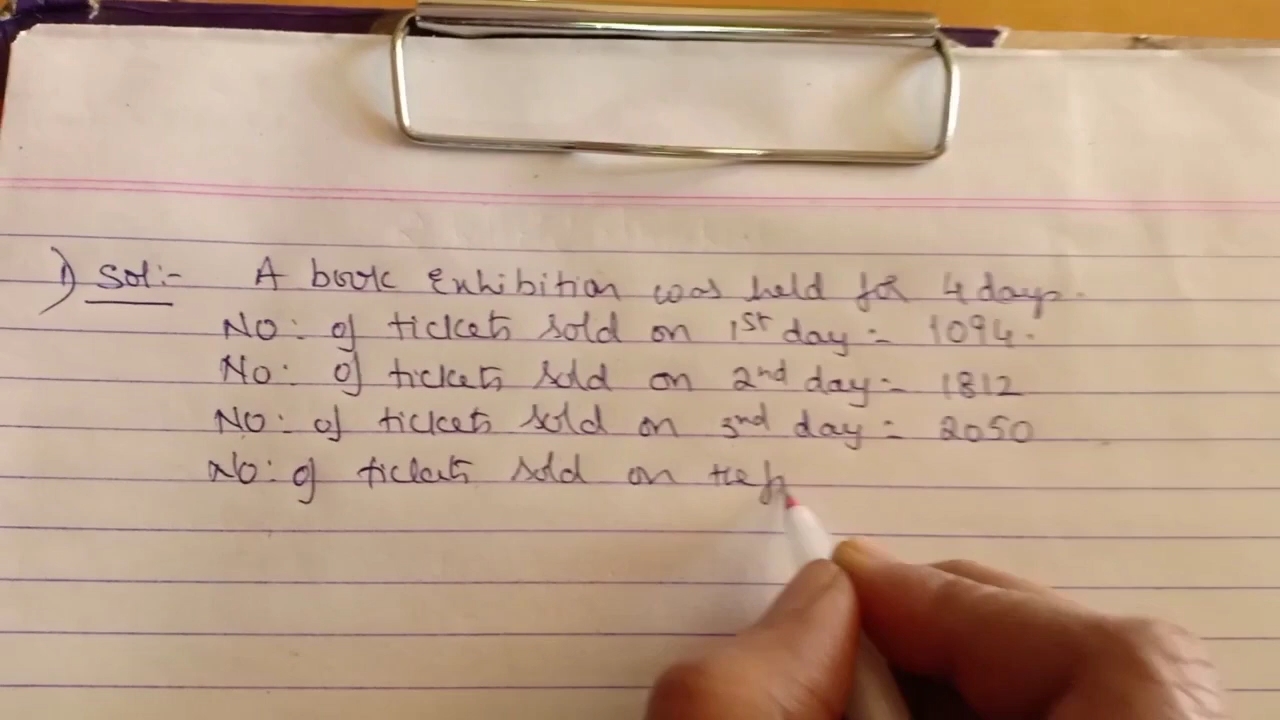 1) Sol:- A book Exhibition was held for 4 days.
No: of tickets sold on 1st day = 1094.
No: of tickets sold on 2nd day = 1812
No: of tickets sold on 3rd day = 2050
No: of tickets sold on the f